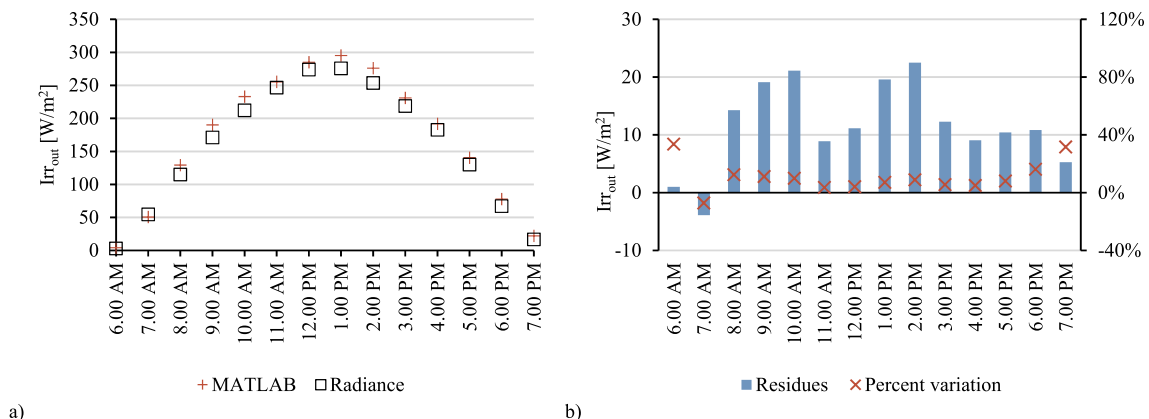 350
300
250
200
150
100
50
0
Irr_out [W/m²]
6.00 AM
7.00 AM
8.00 AM
9.00 AM
10.00 AM
11.00 AM
12.00 PM
1.00 PM
2.00 PM
3.00 PM
4.00 PM
5.00 PM
6.00 PM
7.00 PM
MATLAB
Radiance
a)
30
20
10
0
-10
Irr_out [W/m²]
120%
80%
40%
0%
-40%
6.00 AM
7.00 AM
8.00 AM
9.00 AM
10.00 AM
11.00 AM
12.00 PM
1.00 PM
2.00 PM
3.00 PM
4.00 PM
5.00 PM
6.00 PM
7.00 PM
Residues
Percent variation
b)